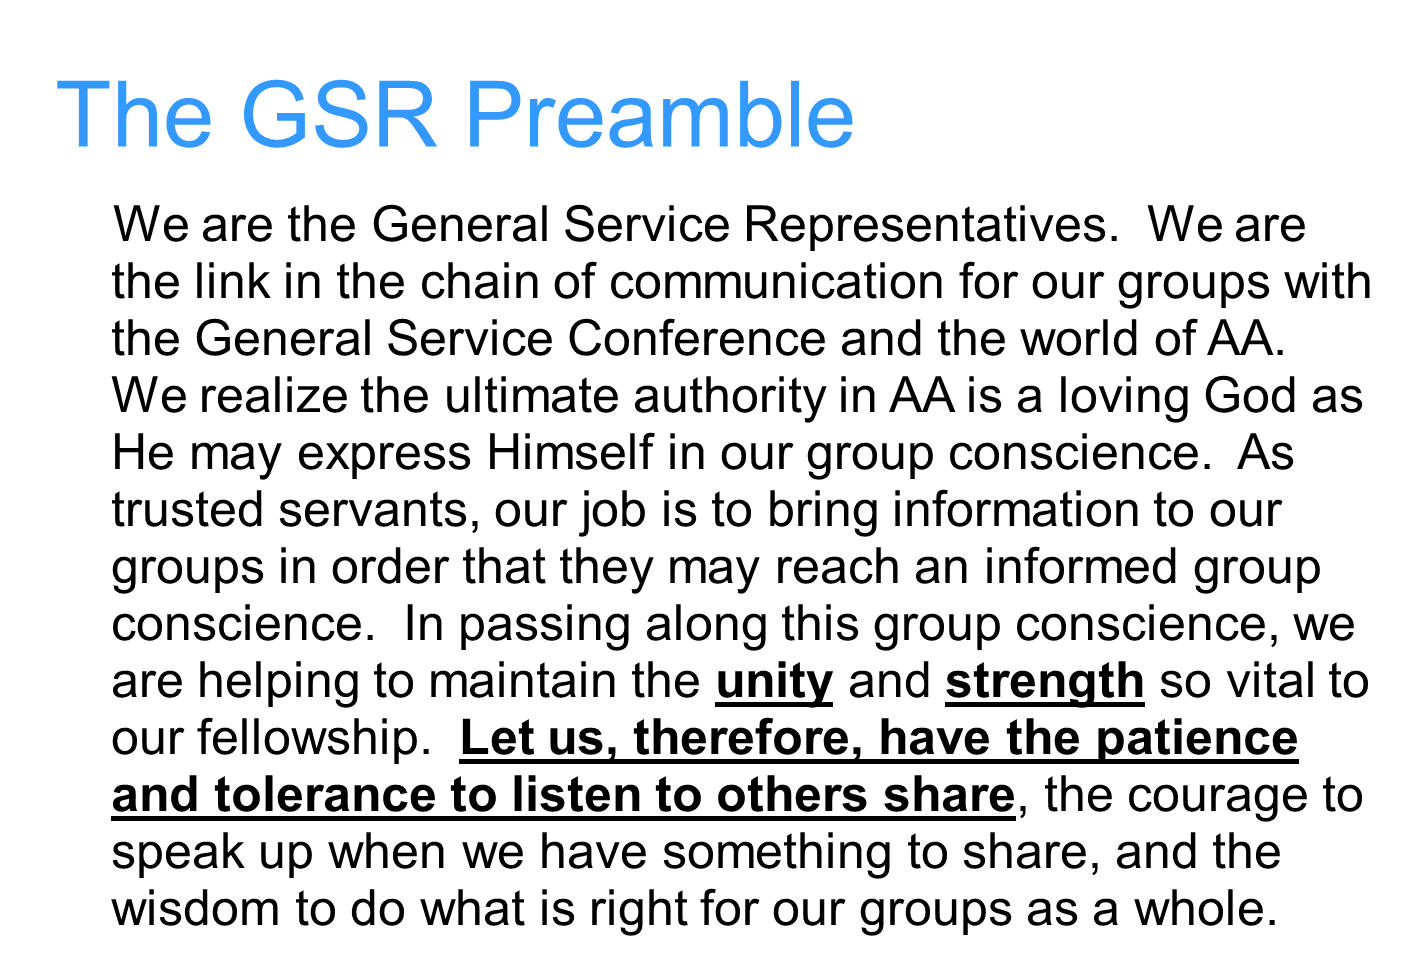 The GSR Preamble
We are the General Service Representatives.  We are
the link in the chain of communication for our groups with
the General Service Conference and the world of AA.
We realize the ultimate authority in AA is a loving God as
He may express Himself in our group conscience.  As
trusted servants, our job is to bring information to our
groups in order that they may reach an informed group
conscience.  In passing along this group conscience, we
are helping to maintain the unity and strength so vital to
our fellowship.  Let us, therefore, have the patience
and tolerance to listen to others share, the courage to
speak up when we have something to share, and the
wisdom to do what is right for our groups as a whole.